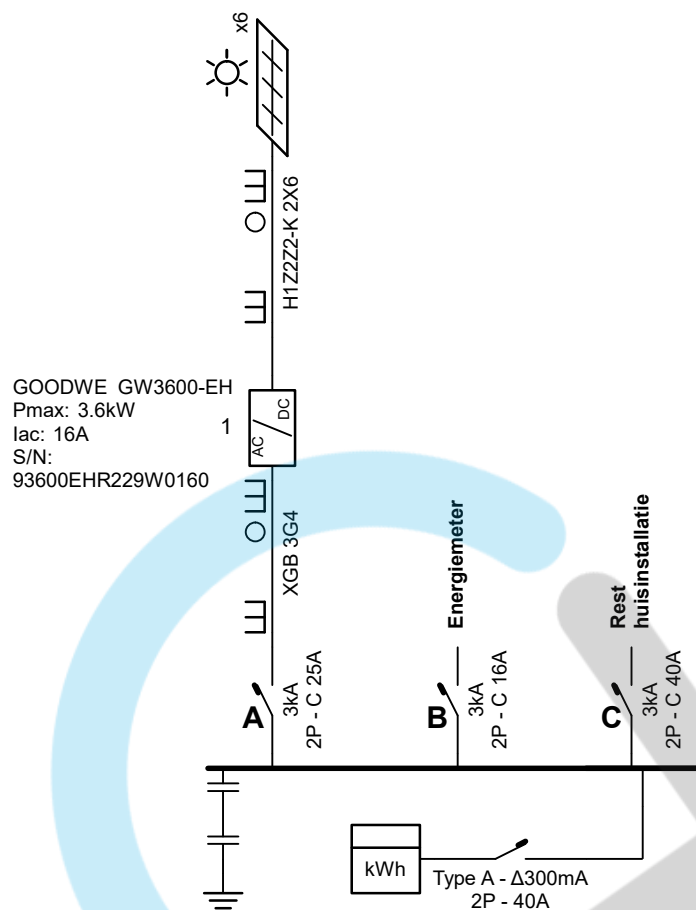 x6
H1Z2Z2-K 2X6
GOODWE  GW3600-EH
Pmax: 3.6kW
Iac: 16A
S/N:
93600EHR229W0160
1
AC
DC
XGB 3G4
Energiemeter
Rest
huisinstallatie
A
3kA
2P - C 25A
B
3kA
2P - C 16A
C
3kA
2P - C 40A
kWh
Type A - Δ300mA
2P - 40A